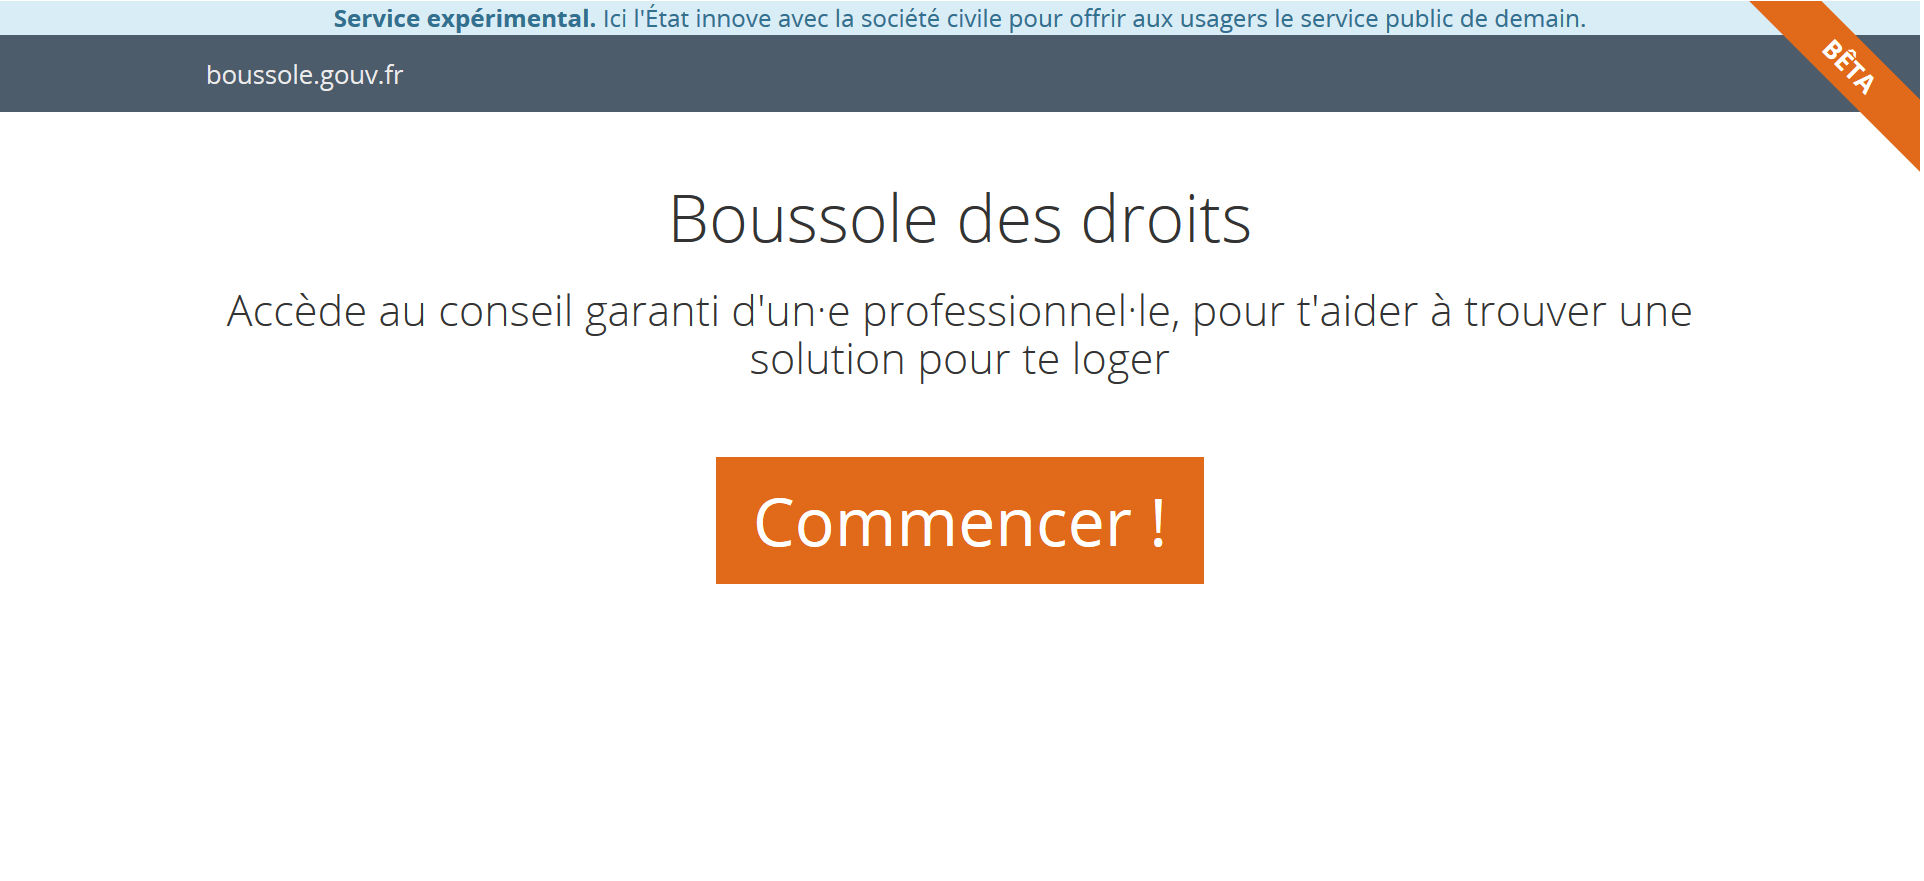 Service expérimental. Ici l'État innove avec la société civile pour offrir aux usagers le service public de demain.
BÊTA
boussole.gouv.fr
Boussole des droits
Accède au conseil garanti d'un·e professionnel·le, pour t'aider à trouver une
solution pour te loger
Commencer !